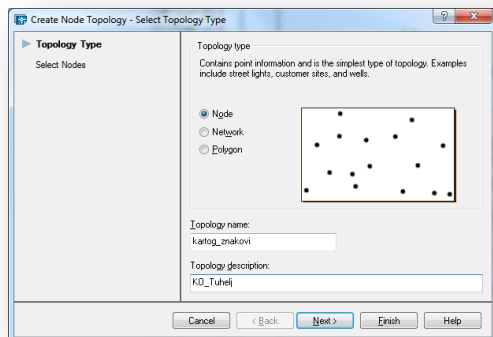 Create Node Topology - Select Topology Type
Topology Type
Select Nodes
Topology type
Contains point information and is the simplest type of topology. Examples
include street lights, customer sites, and wells.
Node
Network
Polygon
Topology name:
kartog_znakovi
Topology description:
KO_Tuhelj
Cancel
< Back
Next >
Finish
Help